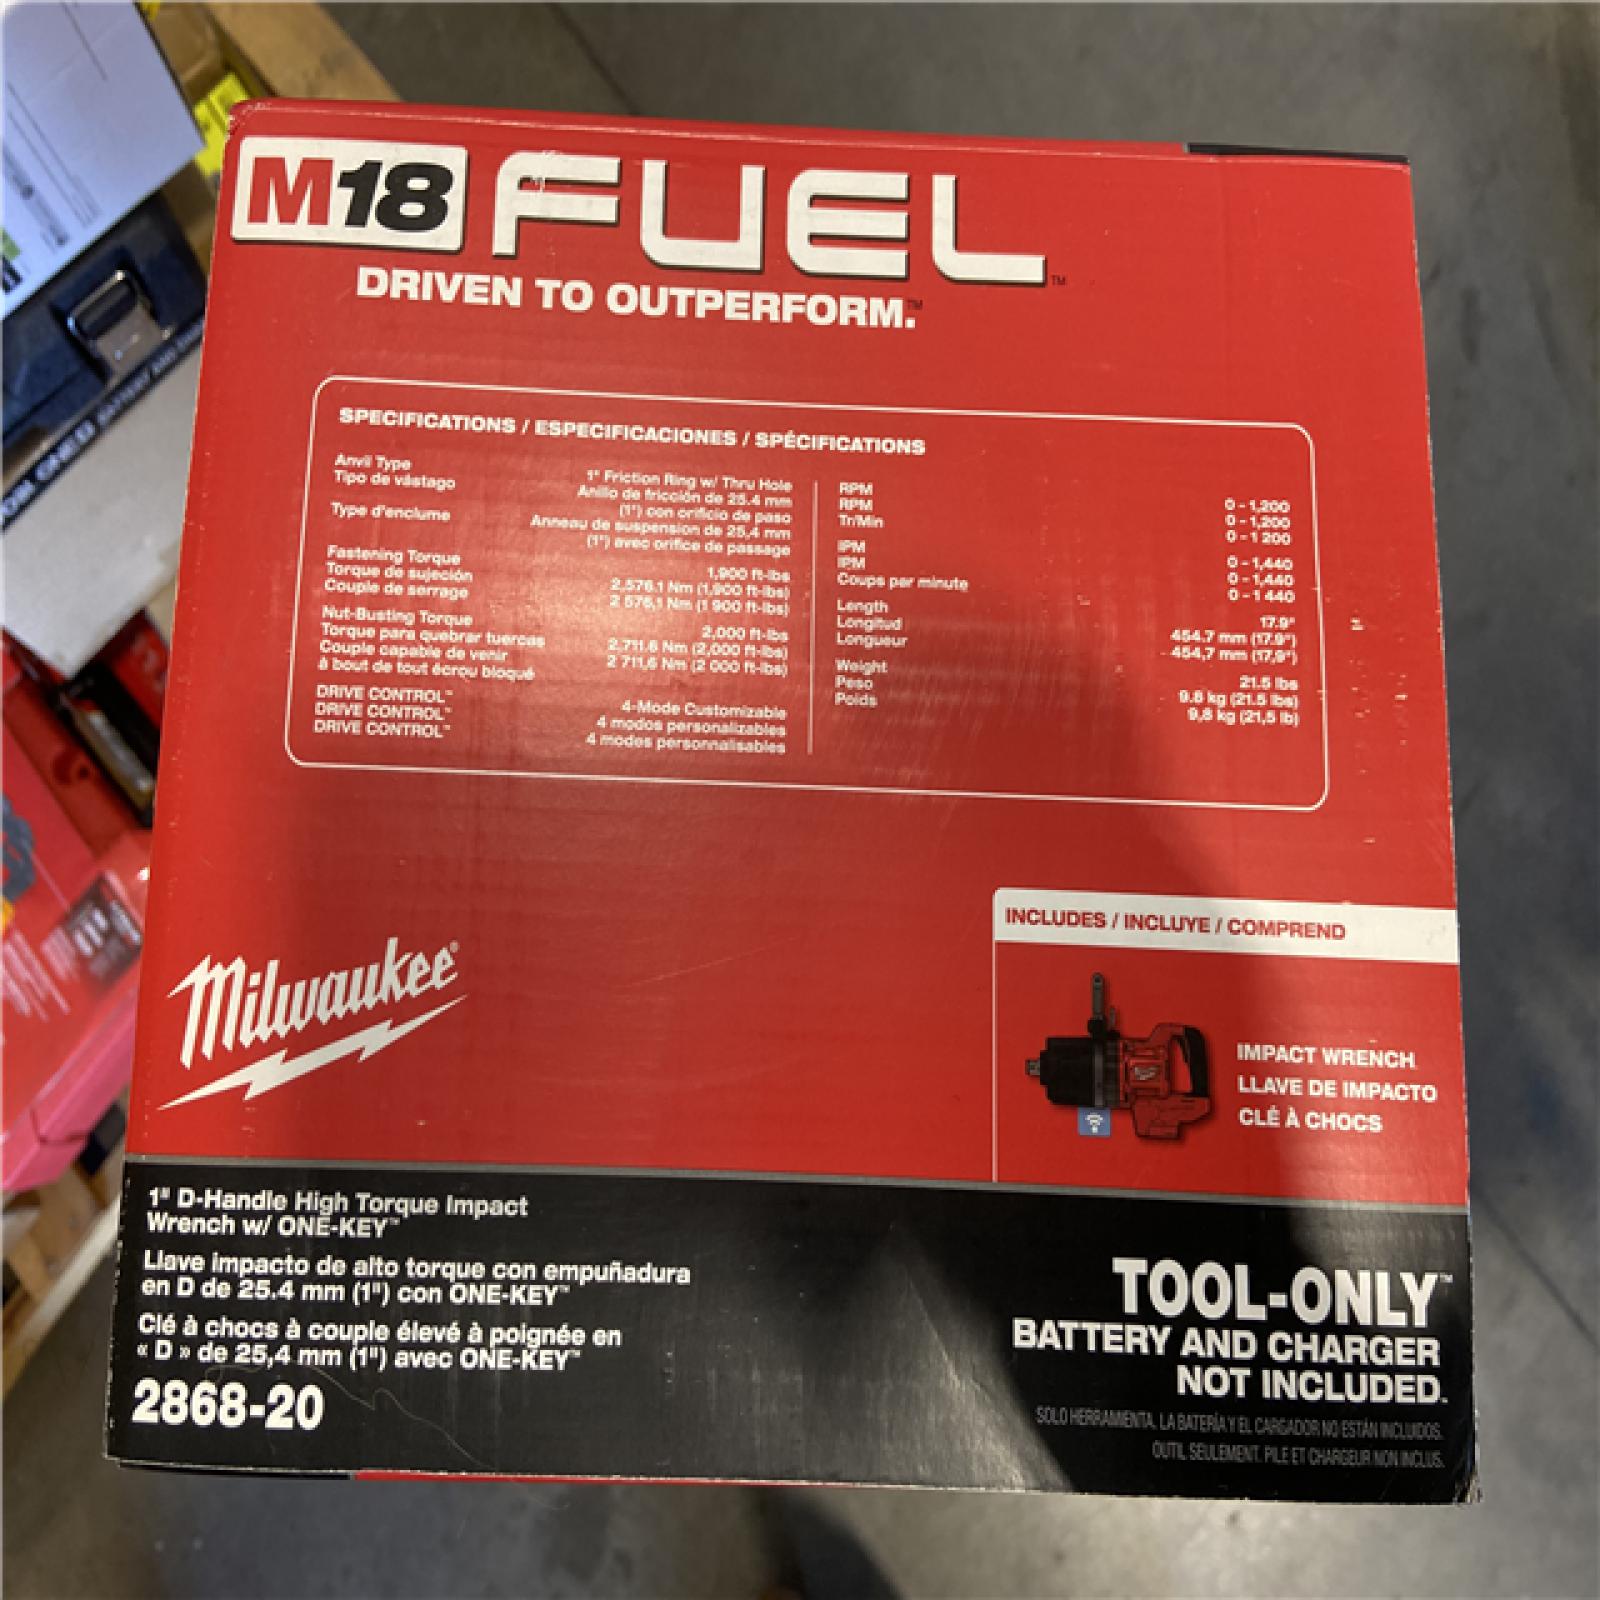 M18 FUEL™
DRIVEN TO OUTPERFORM.™
SPECIFICATIONS / ESPECIFICACIONES / SPÉCIFICATIONS
Anvil Type
Tipo de vástago
Type d'enclume
1" Friction Ring w/ Thru Hole
Anillo de fricción de 25.4 mm
(1") con orificio de paso
Anneau de suspension de 25,4 mm
(1") avec orifice de passage
Fastening Torque
Torque de sujeción
Couple de serrage
1,900 ft-lbs
2,576.1 Nm (1,900 ft-lbs)
2 576,1 Nm (1 900 ft-lbs)
Nut-Busting Torque
Torque para quebrar tuercas
Couple capable de venir
à bout de tout écrou bloqué
2,000 ft-lbs
2,711.6 Nm (2,000 ft-lbs)
2 711,6 Nm (2 000 ft-lbs)
DRIVE CONTROL™
DRIVE CONTROL™
DRIVE CONTROL™
4-Mode Customizable
4 modos personalizables
4 modes personnalisables
RPM 0 - 1,200
RPM 0 - 1,200
Tr/Min 0 - 1 200
IPM 0 - 1,440
IPM 0 - 1,440
Coups par minute 0 - 1 440
Length 17.9"
Longitud 454.7 mm (17.9")
Longueur 454,7 mm (17,9")
Weight 21.5 lbs
Peso 9.8 kg (21.5 lbs)
Poids 9,8 kg (21,5 lb)
Milwaukee®
INCLUDES / INCLUYE / COMPREND
IMPACT WRENCH
LLAVE DE IMPACTO
CLÉ À CHOCS
1" D-Handle High Torque Impact
Wrench w/ ONE-KEY™
Llave impacto de alto torque con empuñadura
en D de 25.4 mm (1") con ONE-KEY™
Clé à chocs à couple élevé à poignée en
« D » de 25,4 mm (1") avec ONE-KEY™
2868-20
TOOL-ONLY™
BATTERY AND CHARGER
NOT INCLUDED.
SOLO HERRAMIENTA. LA BATERÍA Y EL CARGADOR NO ESTÁN INCLUIDOS.
OUTIL SEULEMENT. PILE ET CHARGEUR NON INCLUS.